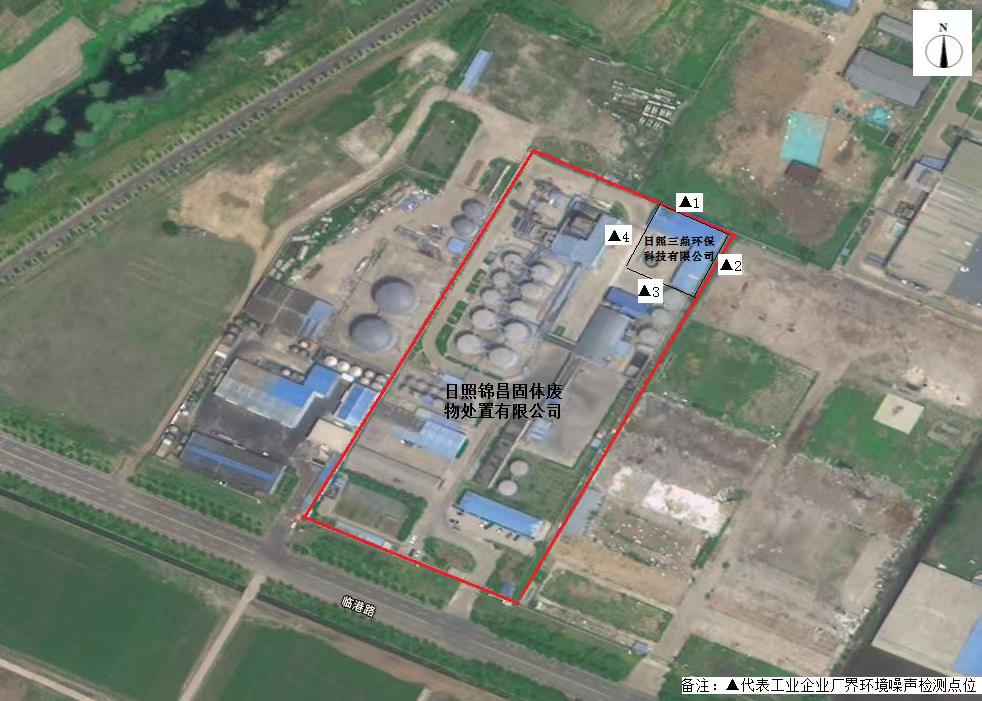 N
▲1
▲4
日照三鼎环保
科技有限公司
▲2
▲3
日照锦昌固体废
物处置有限公司
临港路
备注：▲代表工业企业厂界环境噪声检测点位